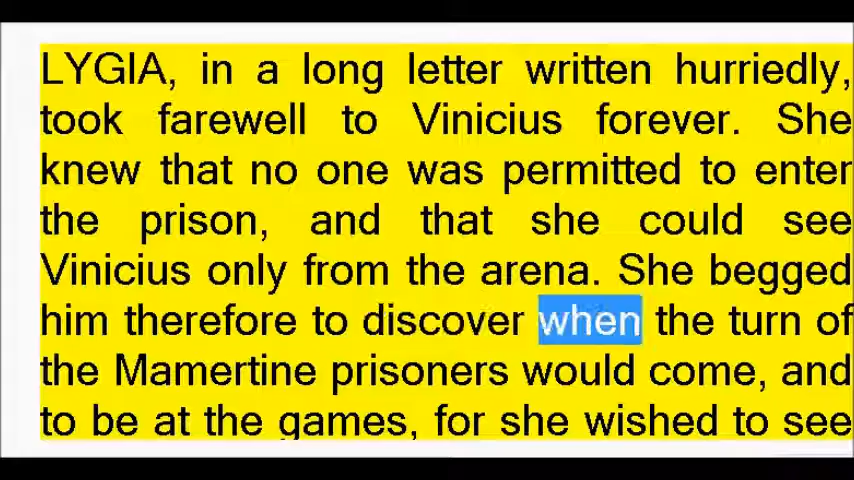 LYGIA, in a long letter written hurriedly,
took farewell to Vinicius forever. She
knew that no one was permitted to enter
the prison, and that she could see
Vinicius only from the arena. She begged
him therefore to discover when the turn of
the Mamertine prisoners would come, and
to be at the games, for she wished to see